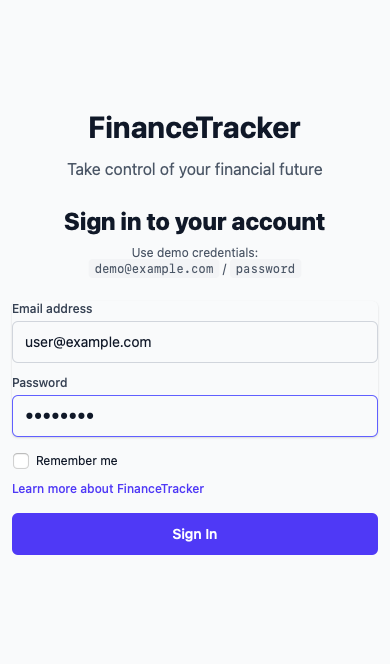 FinanceTracker
Take control of your financial future
Sign in to your account
Use demo credentials:
demo@example.com / password
Email address
user@example.com
Password
••••••••
Remember me
Learn more about FinanceTracker
Sign In